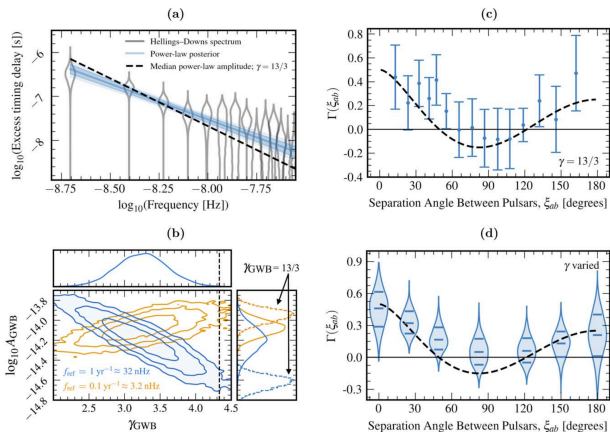 (a)
Hellings–Downs spectrum
Power-law posterior
Median power-law amplitude; γ = 13/3
log₁₀(Excess timing delay [s])
-6
-7
-8
-8.75 -8.50 -8.25 -8.00 -7.75
log₁₀(Frequency [Hz])
(c)
Γ(ξab)
0.8
0.6
0.4
0.2
0.0
-0.2
-0.4
γ = 13/3
0 30 60 90 120 150 180
Separation Angle Between Pulsars, ξab [degrees]
(b)
γGWB = 13/3
log₁₀ AGWB
-13.8
-14.0
-14.2
-14.4
-14.6
-14.8
fref = 1 yr⁻¹ ≈ 32 nHz
fref = 0.1 yr⁻¹ ≈ 3.2 nHz
2.5 3.0 3.5 4.0 4.5
γGWB
(d)
γ varied
Γ(ξab)
0.9
0.6
0.3
0.0
-0.3
0 30 60 90 120 150 180
Separation Angle Between Pulsars, ξab [degrees]